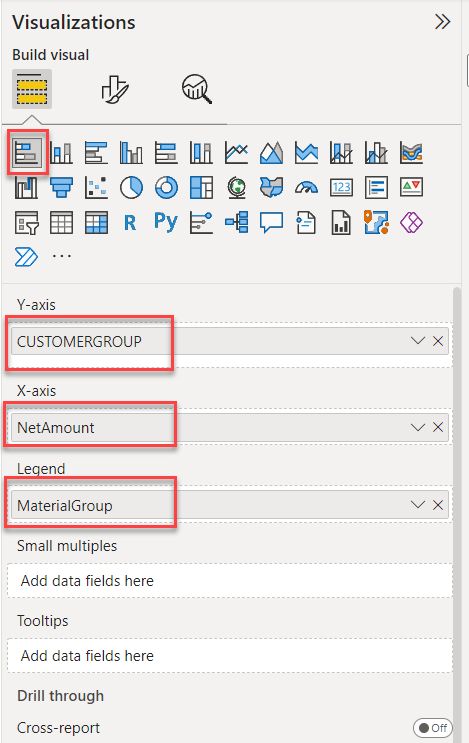 Visualizations
Build visual
123
R Py
...
Y-axis
CUSTOMERGROUP
X-axis
NetAmount
Legend
MaterialGroup
Small multiples
Add data fields here
Tooltips
Add data fields here
Drill through
Cross-report Off